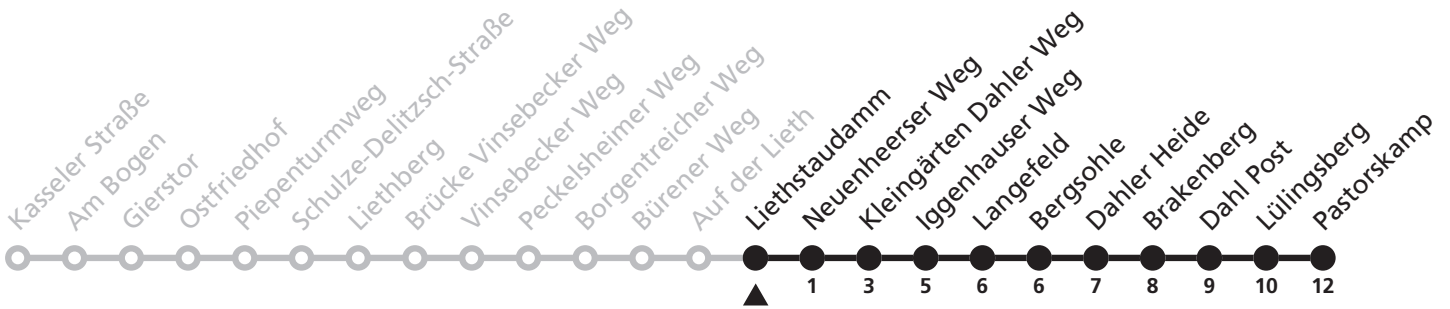 Kasseler Straße
Am Bogen
Gierstor
Ostfriedhof
Piepenturmweg
Schulze-Delitzsch-Straße
Liethberg
Brücke Vinsebecker Weg
Vinsebecker Weg
Peckelsheimer Weg
Borgentreicher Weg
Bürener Weg
Auf der Lieth
Liethstaudamm
Neuenheerser Weg
Kleingärten Dahler Weg
Iggenhauser Weg
Langefeld
Bergsohle
Dahler Heide
Brakenberg
Dahl Post
Lüllingsberg
Pastorskamp
1 3 5 6 6 7 8 9 10 12